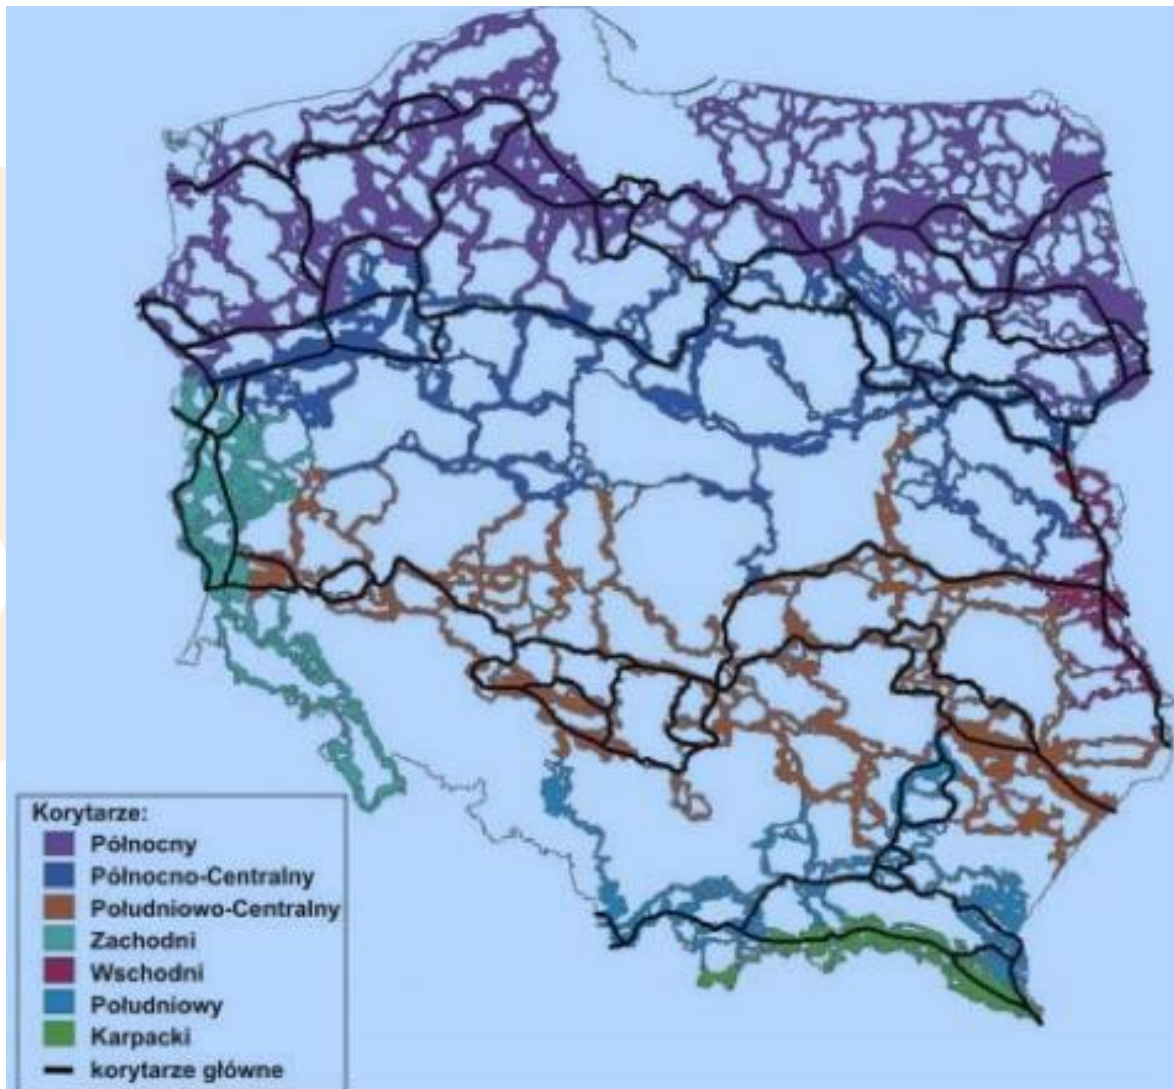 Korytarze:
Północny
Północno-Centralny
Południowo-Centralny
Zachodni
Wschodni
Południowy
Karpacki
korytarze główne